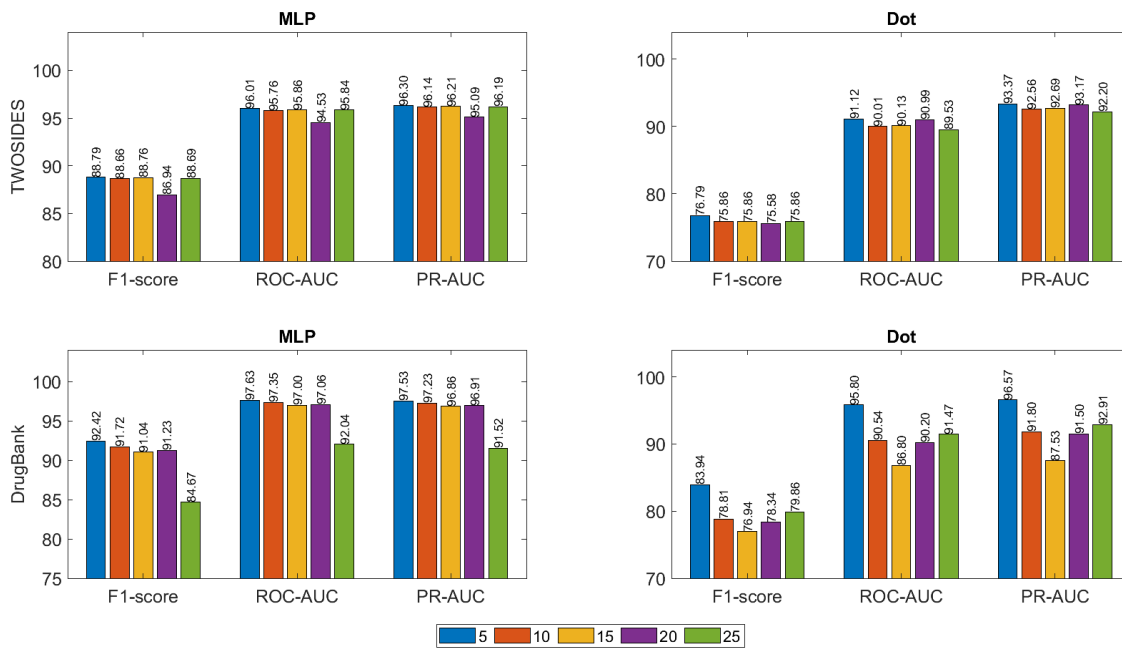 MLP
TWOSIDES
100
95
90
85
80
88.79 88.66 88.76 86.94 88.69
96.01 95.76 95.86 94.53 95.84
96.30 96.14 96.21 95.09 96.19
F1-score ROC-AUC PR-AUC
Dot
100
90
80
70
76.79 75.86 75.86 75.58 75.86
91.12 90.01 90.13 90.99 89.53
93.37 92.56 92.69 93.17 92.20
F1-score ROC-AUC PR-AUC
MLP
DrugBank
100
95
90
85
80
75
92.42 91.72 91.04 91.23 84.67
97.63 97.35 97.00 97.06 92.04
97.53 97.23 96.86 96.91 91.52
F1-score ROC-AUC PR-AUC
Dot
100
90
80
70
83.94 78.81 76.94 78.34 79.86
95.80 90.54 86.80 90.20 91.47
96.57 91.80 87.53 91.50 92.91
F1-score ROC-AUC PR-AUC
5 10 15 20 25